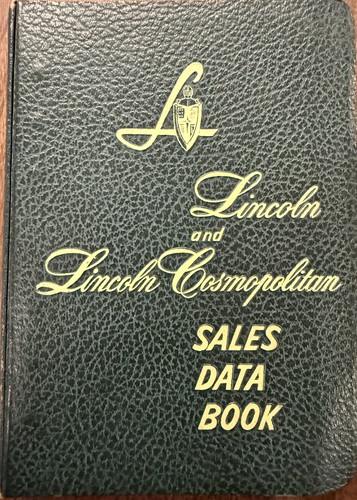 L
Lincoln
and
Lincoln Cosmopolitan
SALES
DATA
BOOK